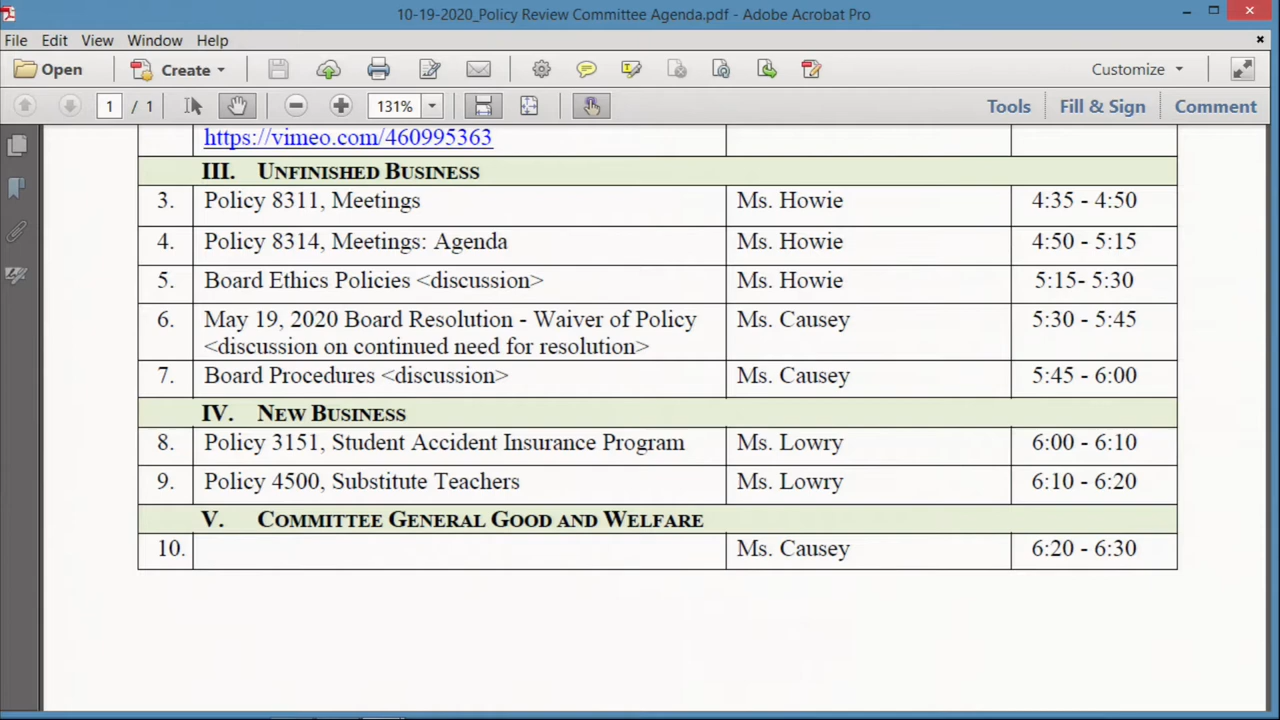 10-19-2020_Policy Review Committee Agenda.pdf - Adobe Acrobat Pro
File Edit View Window Help
Open Create Customize
1 / 1 131% Tools Fill & Sign Comment
https://vimeo.com/460995363
III. UNFINISHED BUSINESS
3. Policy 8311, Meetings Ms. Howie 4:35 - 4:50
4. Policy 8314, Meetings: Agenda Ms. Howie 4:50 - 5:15
5. Board Ethics Policies <discussion> Ms. Howie 5:15- 5:30
6. May 19, 2020 Board Resolution - Waiver of Policy Ms. Causey 5:30 - 5:45
<discussion on continued need for resolution>
7. Board Procedures <discussion> Ms. Causey 5:45 - 6:00
IV. NEW BUSINESS
8. Policy 3151, Student Accident Insurance Program Ms. Lowry 6:00 - 6:10
9. Policy 4500, Substitute Teachers Ms. Lowry 6:10 - 6:20
V. COMMITTEE GENERAL GOOD AND WELFARE
10. Ms. Causey 6:20 - 6:30